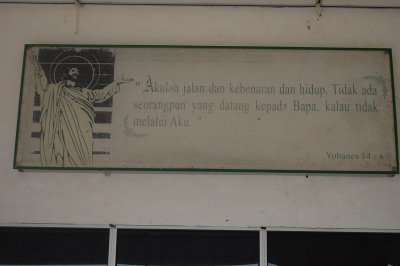 " Akulah jalan dan kebenaran dan hidup. Tidak ada
seorangpun yang datang kepada Bapa, kalau tidak
melalui Aku. "
Yohanes 14 : 6